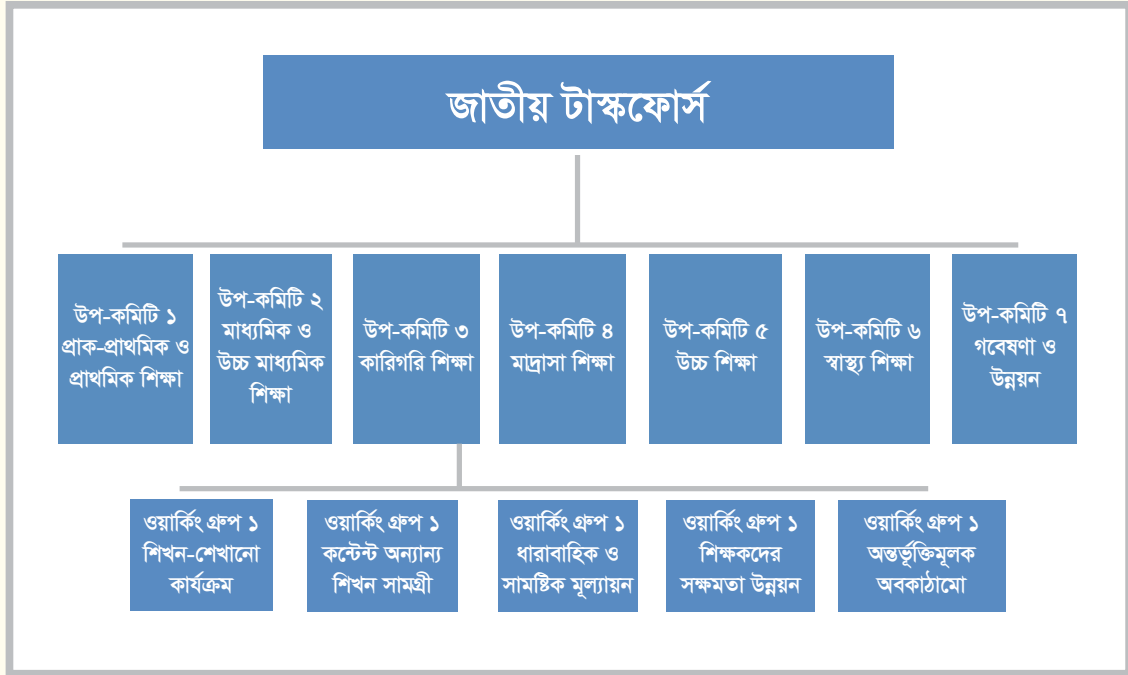 জাতীয় টাস্কফোর্স
উপ-কমিটি ১
প্রাক-প্রাথমিক ও
প্রাথমিক শিক্ষা
উপ-কমিটি ২
মাধ্যমিক ও
উচ্চ মাধ্যমিক
শিক্ষা
উপ-কমিটি ৩
কারিগরি শিক্ষা
উপ-কমিটি ৪
মাদ্রাসা শিক্ষা
উপ-কমিটি ৫
উচ্চ শিক্ষা
উপ-কমিটি ৬
স্বাস্থ্য শিক্ষা
উপ-কমিটি ৭
গবেষণা ও
উন্নয়ন
ওয়ার্কিং গ্রুপ ১
শিখন-শেখানো
কার্যক্রম
ওয়ার্কিং গ্রুপ ১
কন্টেন্ট অন্যান্য
শিখন সামগ্রী
ওয়ার্কিং গ্রুপ ১
ধারাবাহিক ও
সামষ্টিক মূল্যায়ন
ওয়ার্কিং গ্রুপ ১
শিক্ষকদের
সক্ষমতা উন্নয়ন
ওয়ার্কিং গ্রুপ ১
অন্তর্ভূক্তিমূলক
অবকাঠামো